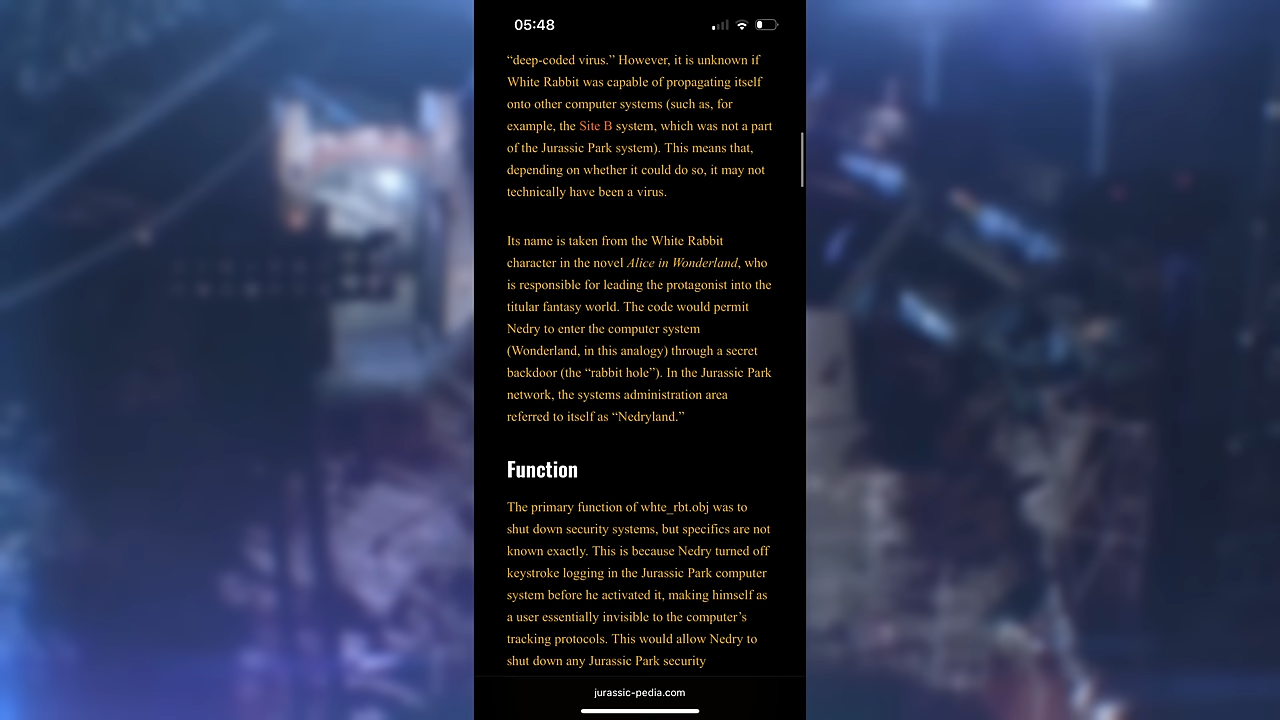 05:48
“deep-coded virus.” However, it is unknown if
White Rabbit was capable of propagating itself
onto other computer systems (such as, for
example, the Site B system, which was not a part
of the Jurassic Park system). This means that,
depending on whether it could do so, it may not
technically have been a virus.
Its name is taken from the White Rabbit
character in the novel Alice in Wonderland, who
is responsible for leading the protagonist into the
titular fantasy world. The code would permit
Nedry to enter the computer system
(Wonderland, in this analogy) through a secret
backdoor (the “rabbit hole”). In the Jurassic Park
network, the systems administration area
referred to itself as “Nedryland.”
Function
The primary function of whte_rbt.obj was to
shut down security systems, but specifics are not
known exactly. This is because Nedry turned off
keystroke logging in the Jurassic Park computer
system before he activated it, making himself as
a user essentially invisible to the computer’s
tracking protocols. This would allow Nedry to
shut down any Jurassic Park security
jurassic-pedia.com